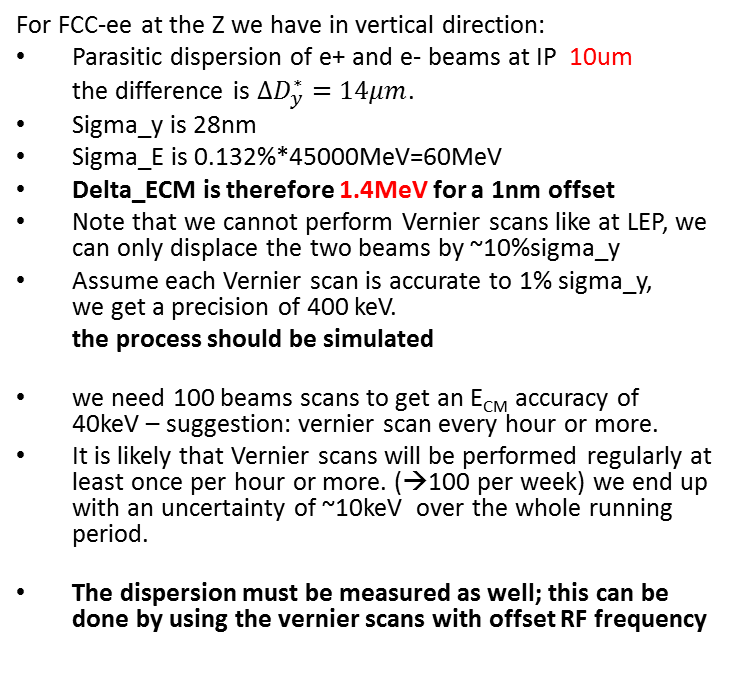 For FCC-ee at the Z we have in vertical direction:
• Parasitic dispersion of e+ and e- beams at IP 10um
the difference is ΔD*y = 14μm.
• Sigma_y is 28nm
• Sigma_E is 0.132%*45000MeV=60MeV
• Delta_ECM is therefore 1.4MeV for a 1nm offset
• Note that we cannot perform Vernier scans like at LEP, we
can only displace the two beams by ~10%sigma_y
• Assume each Vernier scan is accurate to 1% sigma_y,
we get a precision of 400 keV.
the process should be simulated
• we need 100 beams scans to get an ECM accuracy of
40keV – suggestion: vernier scan every hour or more.
• It is likely that Vernier scans will be performed regularly at
least once per hour or more. (→100 per week) we end up
with an uncertainty of ~10keV over the whole running
period.
• The dispersion must be measured as well; this can be
done by using the vernier scans with offset RF frequency